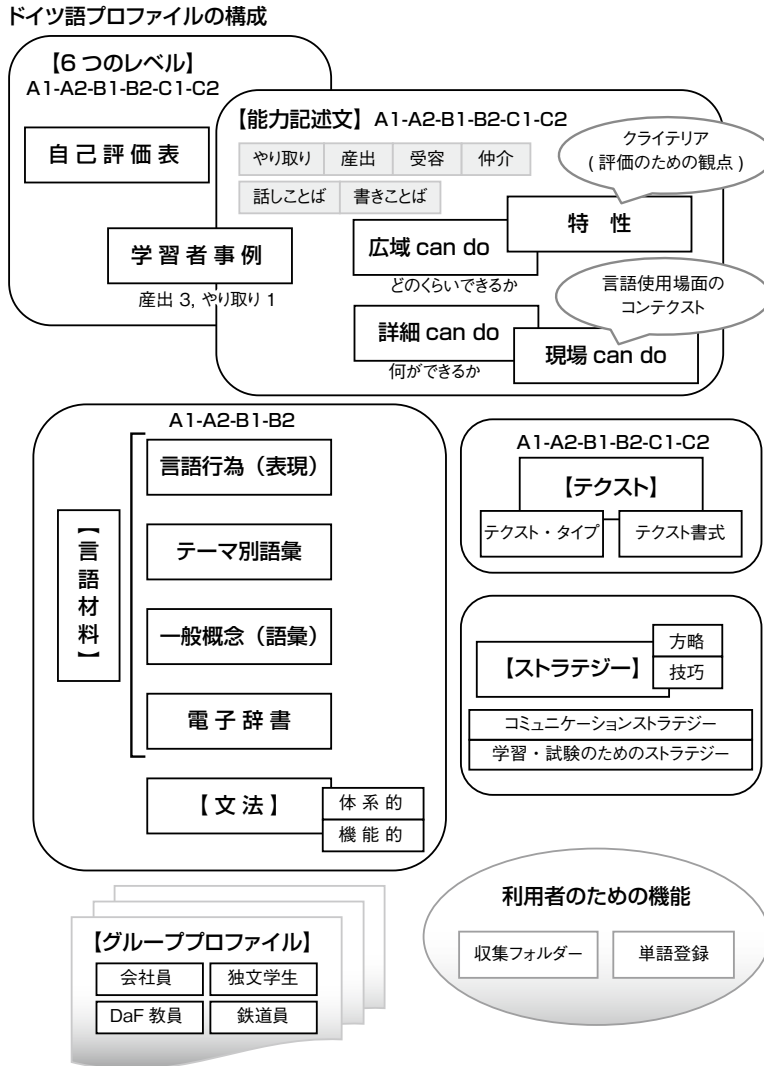 ドイツ語プロファイルの構成
【6 つのレベル】
A1-A2-B1-B2-C1-C2
自己評価表
学習者事例
産出 3, やり取り 1
【能力記述文】 A1-A2-B1-B2-C1-C2
やり取り 産出 受容 仲介
話しことば 書きことば
クライテリア
( 評価のための観点 )
特 性
広域 can do
どのくらいできるか
言語使用場面の
コンテクスト
詳細 can do
何ができるか
現場 can do
A1-A2-B1-B2
【言語材料】
言語行為（表現）
テーマ別語彙
一般概念（語彙）
電子辞書
【文法】
体系的
機能的
A1-A2-B1-B2-C1-C2
【テクスト】
テクスト・タイプ
テクスト書式
【ストラテジー】
方略
技巧
コミュニケーションストラテジー
学習・試験のためのストラテジー
【グループプロファイル】
会社員 独文学生
DaF 教員 鉄道員
利用者のための機能
収集フォルダー 単語登録